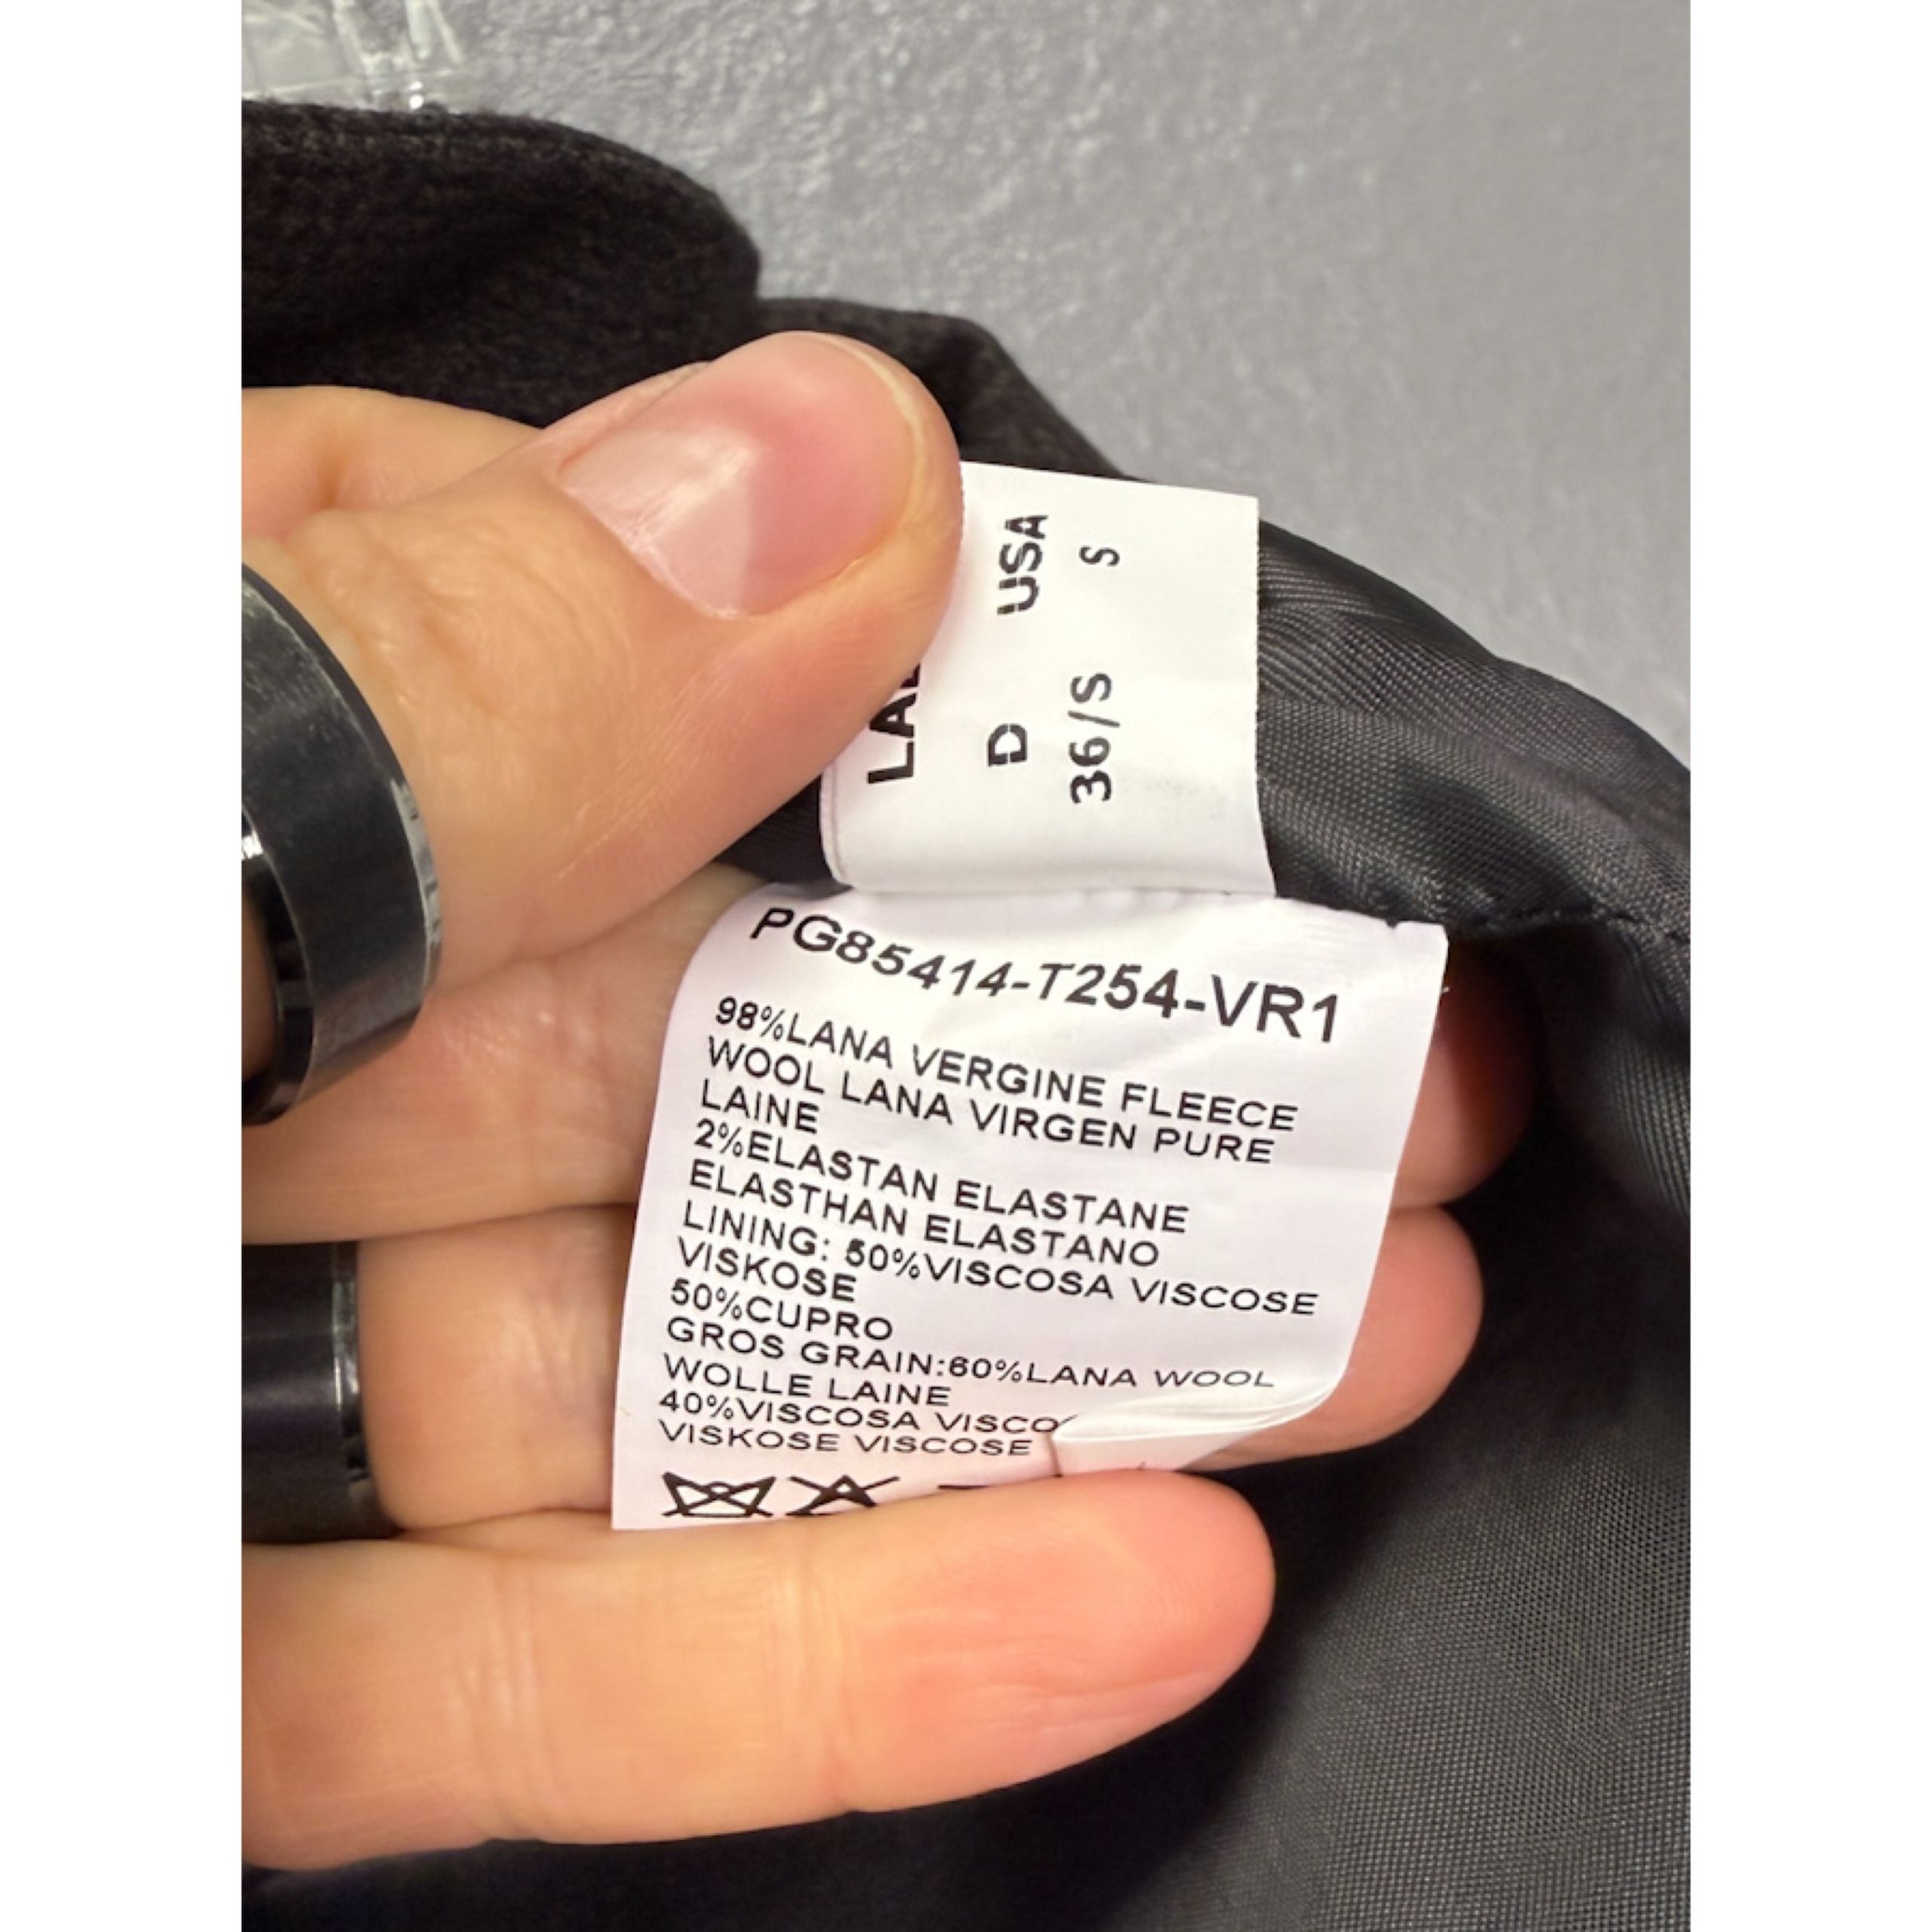 D USA
36/S S
PG85414-T254-VR1
98%LANA VERGINE FLEECE
WOOL LANA VIRGEN PURE
LAINE
2%ELASTAN ELASTANE
ELASTHAN ELASTANO
LINING: 50%VISCOSA VISCOSE
VISKOSE
50%CUPRO
GROS GRAIN:60%LANA WOOL
WOLLE LAINE
40%VISCOSA
VISKOSE VISCOSE